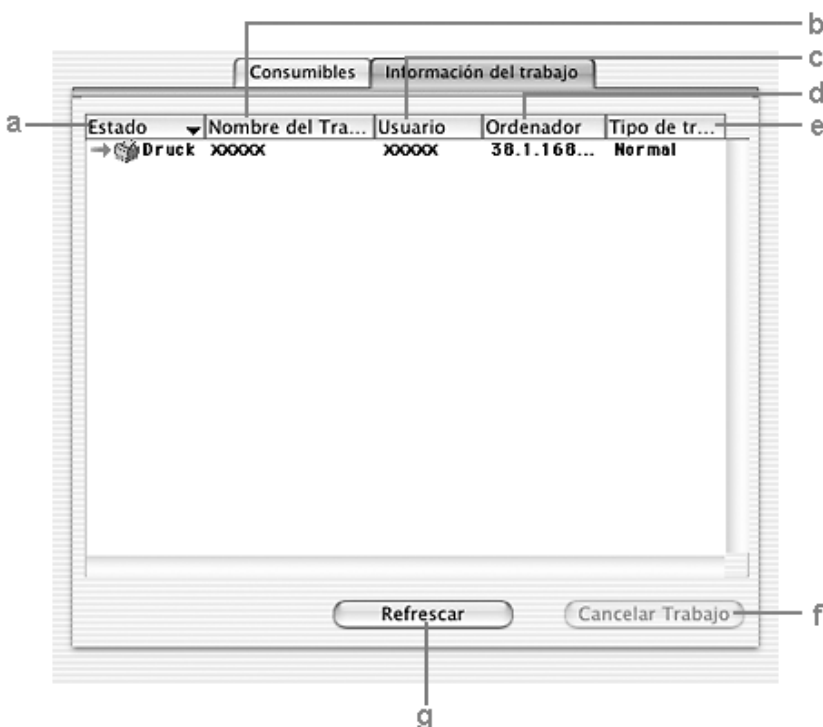 b
Consumibles Información del trabajo
c
d
a Estado Nombre del Tra... Usuario Ordenador Tipo de tr... e
Druck xxxxx xxxxx 38.1.168... Normal
Refrescar Cancelar Trabajo f
g